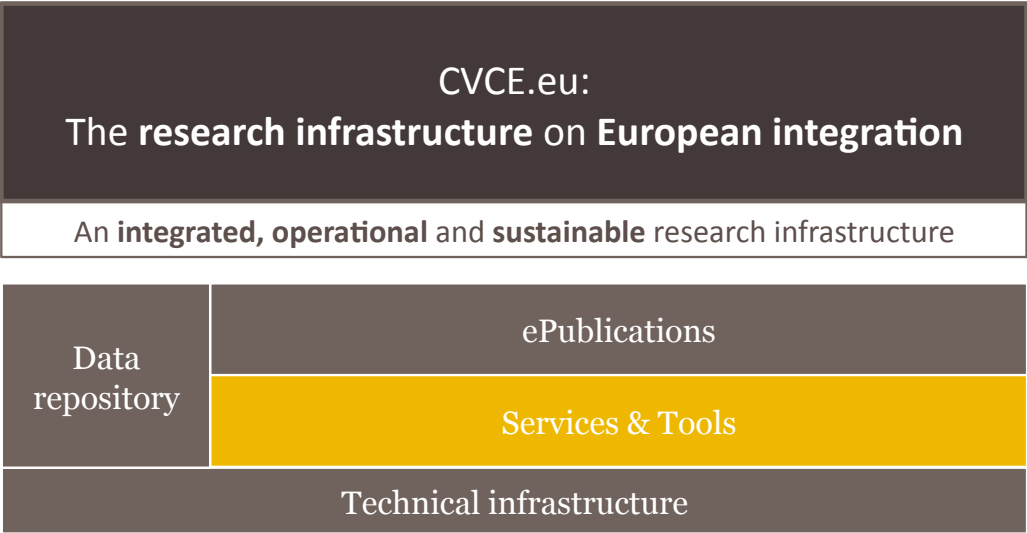 CVCE.eu:
The research infrastructure on European integration
An integrated, operational and sustainable research infrastructure
Data
repository
ePublications
Services & Tools
Technical infrastructure